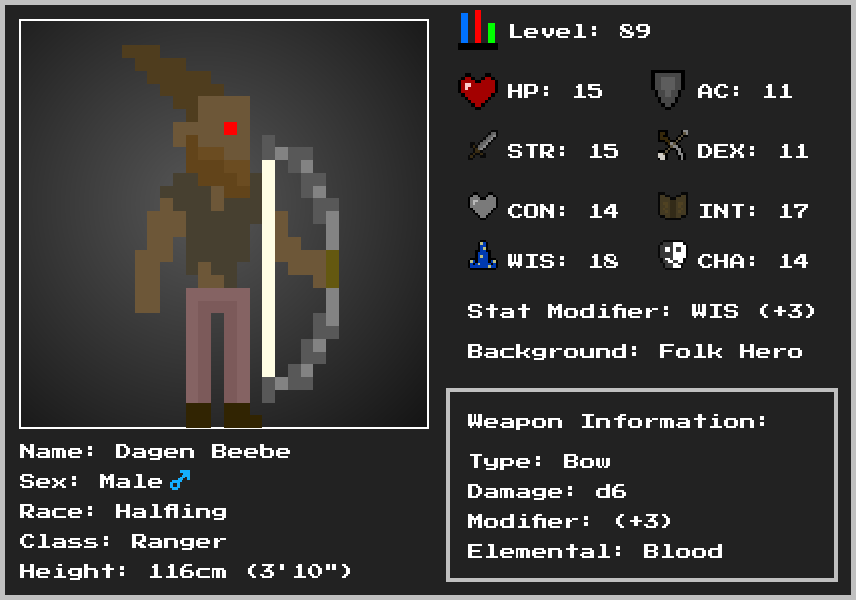 Level: 89
HP: 15
AC: 11
STR: 15
DEX: 11
CON: 14
INT: 17
WIS: 18
CHA: 14
Stat Modifier: WIS (+3)
Background: Folk Hero
Name: Dagen Beebe
Sex: Male♂
Race: Halfling
Class: Ranger
Height: 116cm (3'10")
Weapon Information:
Type: Bow
Damage: d6
Modifier: (+3)
Elemental: Blood